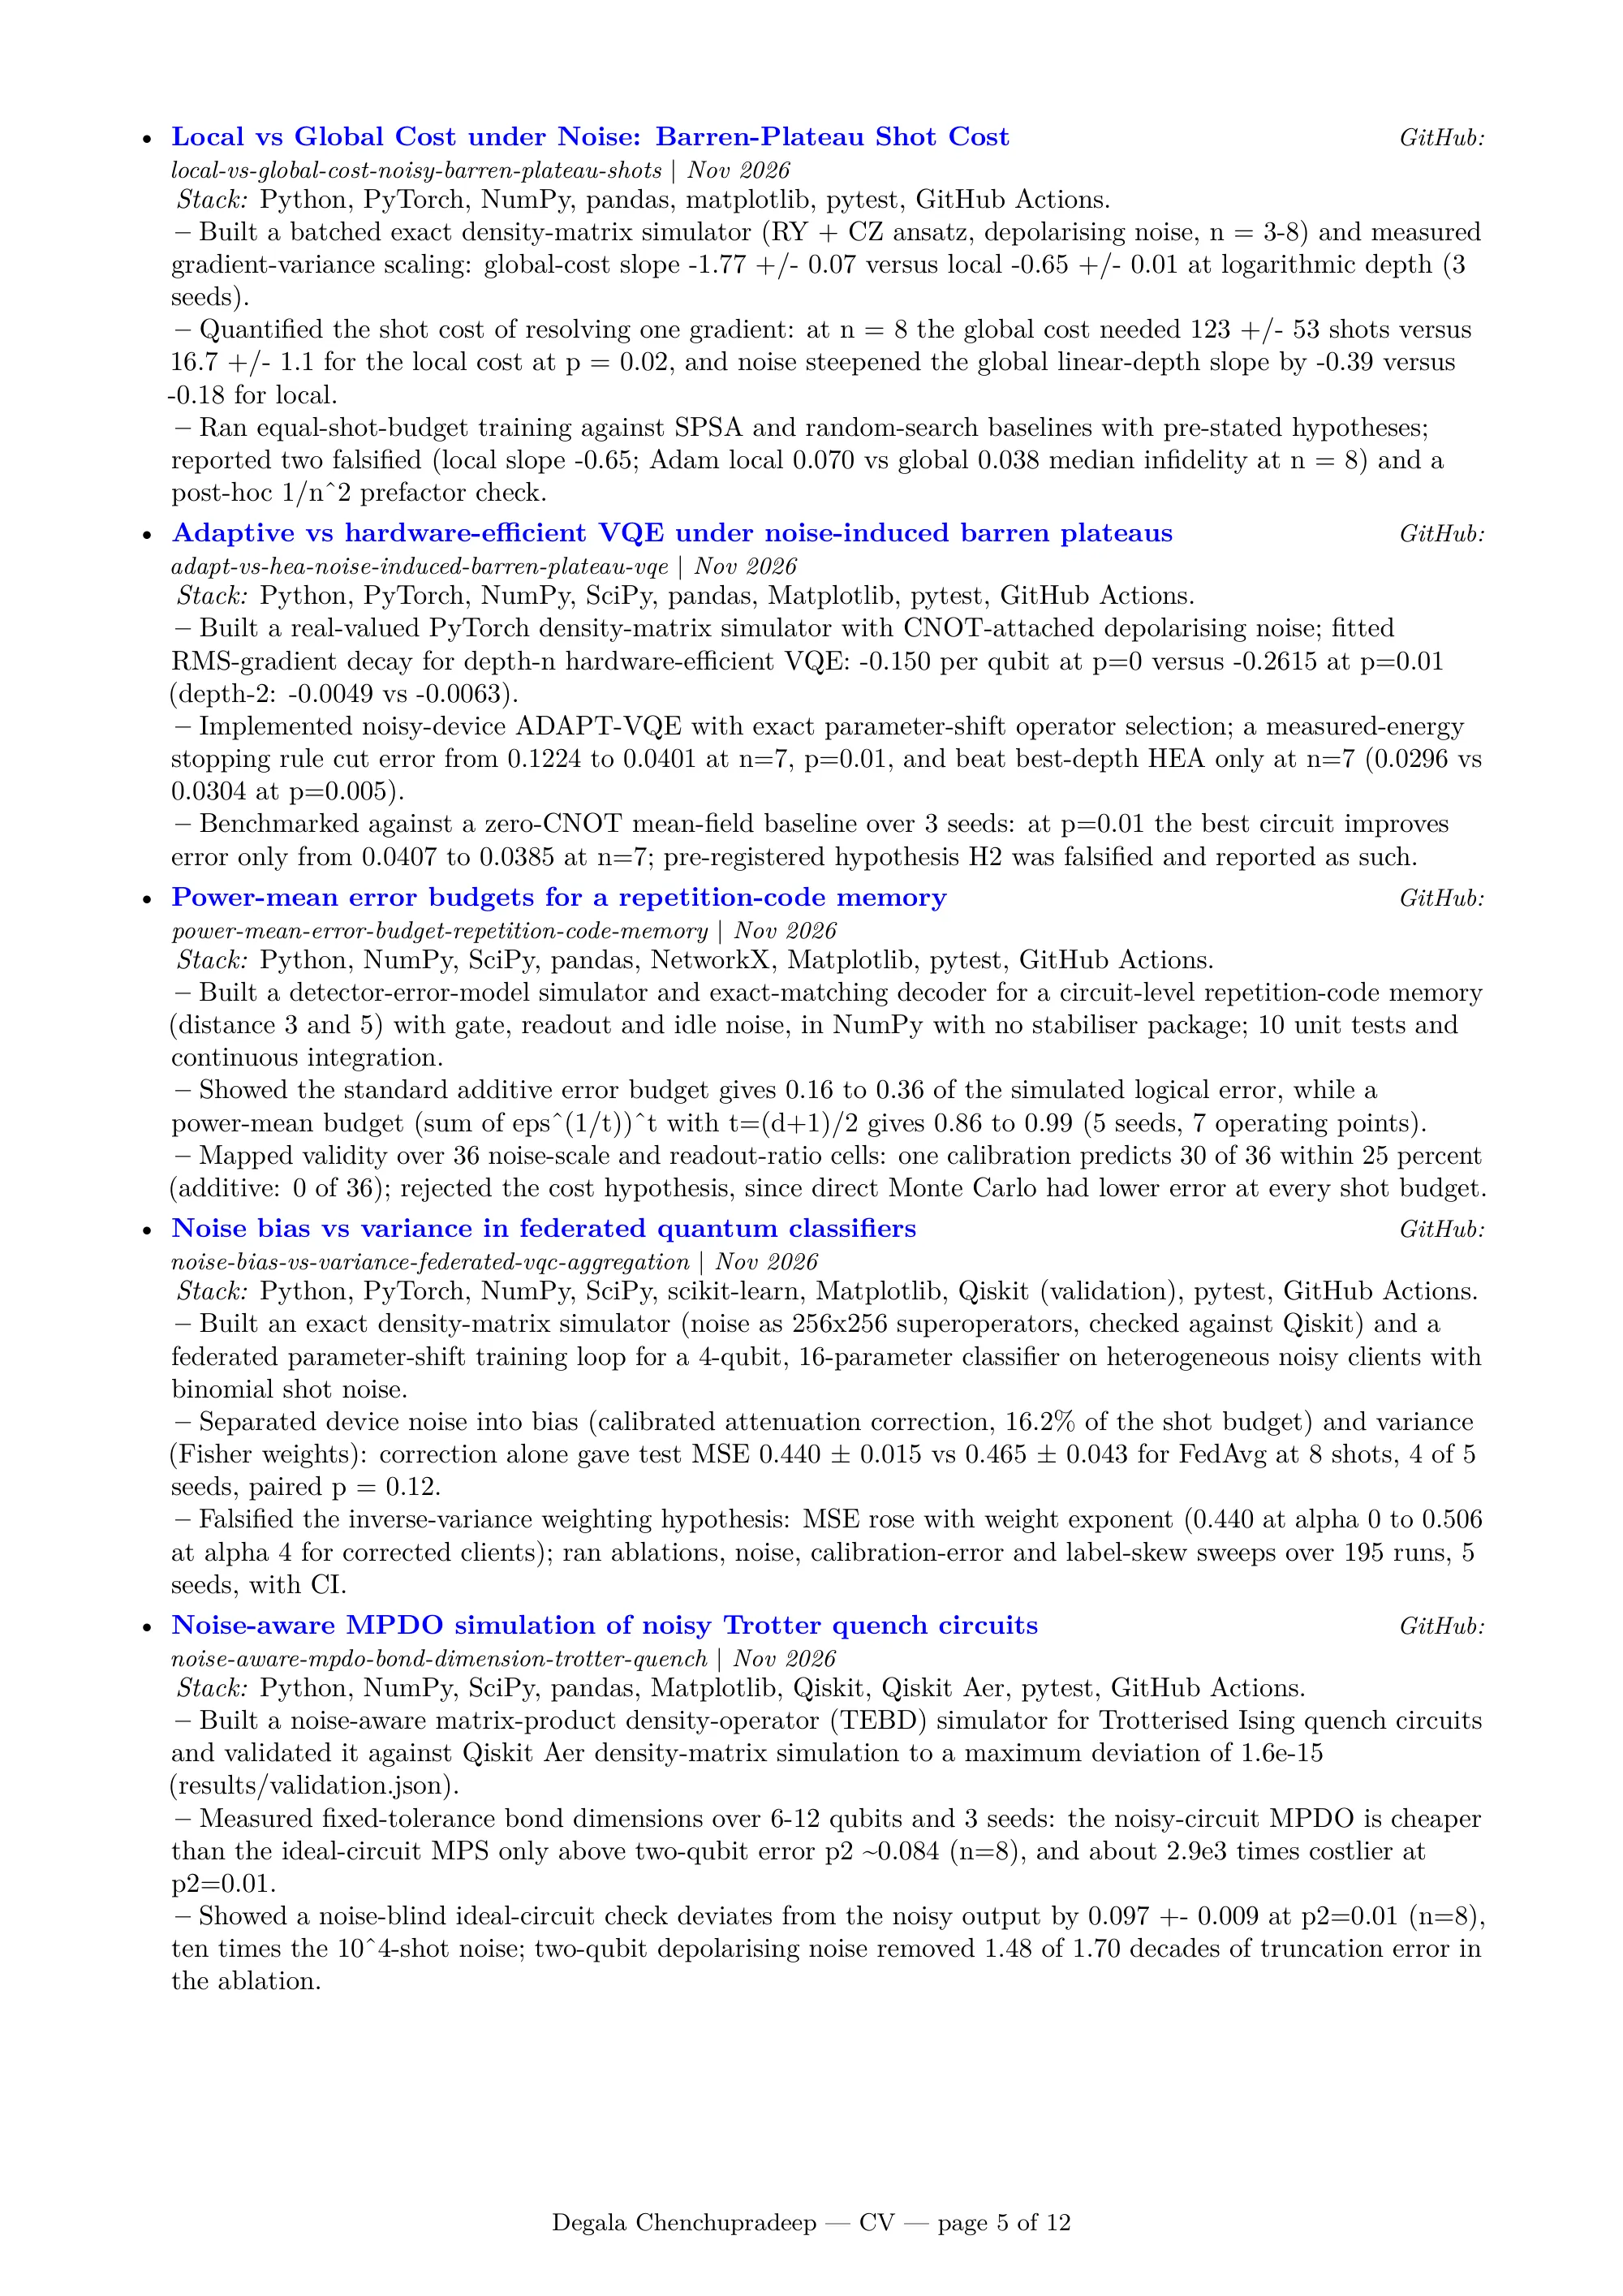 • Local vs Global Cost under Noise: Barren-Plateau Shot Cost GitHub:
local-vs-global-cost-noisy-barren-plateau-shots | Nov 2026
Stack: Python, PyTorch, NumPy, pandas, matplotlib, pytest, GitHub Actions.
– Built a batched exact density-matrix simulator (RY + CZ ansatz, depolarising noise, n = 3-8) and measured
gradient-variance scaling: global-cost slope -1.77 +/- 0.07 versus local -0.65 +/- 0.01 at logarithmic depth (3
seeds).
– Quantified the shot cost of resolving one gradient: at n = 8 the global cost needed 123 +/- 53 shots versus
16.7 +/- 1.1 for the local cost at p = 0.02, and noise steepened the global linear-depth slope by -0.39 versus
-0.18 for local.
– Ran equal-shot-budget training against SPSA and random-search baselines with pre-stated hypotheses;
reported two falsified (local slope -0.65; Adam local 0.070 vs global 0.038 median infidelity at n = 8) and a
post-hoc 1/n^2 prefactor check.
• Adaptive vs hardware-efficient VQE under noise-induced barren plateaus GitHub:
adapt-vs-hea-noise-induced-barren-plateau-vqe | Nov 2026
Stack: Python, PyTorch, NumPy, SciPy, pandas, Matplotlib, pytest, GitHub Actions.
– Built a real-valued PyTorch density-matrix simulator with CNOT-attached depolarising noise; fitted
RMS-gradient decay for depth-n hardware-efficient VQE: -0.150 per qubit at p=0 versus -0.2615 at p=0.01
(depth-2: -0.0049 vs -0.0063).
– Implemented noisy-device ADAPT-VQE with exact parameter-shift operator selection; a measured-energy
stopping rule cut error from 0.1224 to 0.0401 at n=7, p=0.01, and beat best-depth HEA only at n=7 (0.0296 vs
0.0304 at p=0.005).
– Benchmarked against a zero-CNOT mean-field baseline over 3 seeds: at p=0.01 the best circuit improves
error only from 0.0407 to 0.0385 at n=7; pre-registered hypothesis H2 was falsified and reported as such.
• Power-mean error budgets for a repetition-code memory GitHub:
power-mean-error-budget-repetition-code-memory | Nov 2026
Stack: Python, NumPy, SciPy, pandas, NetworkX, Matplotlib, pytest, GitHub Actions.
– Built a detector-error-model simulator and exact-matching decoder for a circuit-level repetition-code memory
(distance 3 and 5) with gate, readout and idle noise, in NumPy with no stabiliser package; 10 unit tests and
continuous integration.
– Showed the standard additive error budget gives 0.16 to 0.36 of the simulated logical error, while a
power-mean budget (sum of eps^(1/t))^t with t=(d+1)/2 gives 0.86 to 0.99 (5 seeds, 7 operating points).
– Mapped validity over 36 noise-scale and readout-ratio cells: one calibration predicts 30 of 36 within 25 percent
(additive: 0 of 36); rejected the cost hypothesis, since direct Monte Carlo had lower error at every shot budget.
• Noise bias vs variance in federated quantum classifiers GitHub:
noise-bias-vs-variance-federated-vqc-aggregation | Nov 2026
Stack: Python, PyTorch, NumPy, SciPy, scikit-learn, Matplotlib, Qiskit (validation), pytest, GitHub Actions.
– Built an exact density-matrix simulator (noise as 256x256 superoperators, checked against Qiskit) and a
federated parameter-shift training loop for a 4-qubit, 16-parameter classifier on heterogeneous noisy clients with
binomial shot noise.
– Separated device noise into bias (calibrated attenuation correction, 16.2% of the shot budget) and variance
(Fisher weights): correction alone gave test MSE 0.440 ± 0.015 vs 0.465 ± 0.043 for FedAvg at 8 shots, 4 of 5
seeds, paired p = 0.12.
– Falsified the inverse-variance weighting hypothesis: MSE rose with weight exponent (0.440 at alpha 0 to 0.506
at alpha 4 for corrected clients); ran ablations, noise, calibration-error and label-skew sweeps over 195 runs, 5
seeds, with CI.
• Noise-aware MPDO simulation of noisy Trotter quench circuits GitHub:
noise-aware-mpdo-bond-dimension-trotter-quench | Nov 2026
Stack: Python, NumPy, SciPy, pandas, Matplotlib, Qiskit, Qiskit Aer, pytest, GitHub Actions.
– Built a noise-aware matrix-product density-operator (TEBD) simulator for Trotterised Ising quench circuits
and validated it against Qiskit Aer density-matrix simulation to a maximum deviation of 1.6e-15
(results/validation.json).
– Measured fixed-tolerance bond dimensions over 6-12 qubits and 3 seeds: the noisy-circuit MPDO is cheaper
than the ideal-circuit MPS only above two-qubit error p2 ~0.084 (n=8), and about 2.9e3 times costlier at
p2=0.01.
– Showed a noise-blind ideal-circuit check deviates from the noisy output by 0.097 +- 0.009 at p2=0.01 (n=8),
ten times the 10^4-shot noise; two-qubit depolarising noise removed 1.48 of 1.70 decades of truncation error in
the ablation.
Degala Chenchupradeep — CV — page 5 of 12